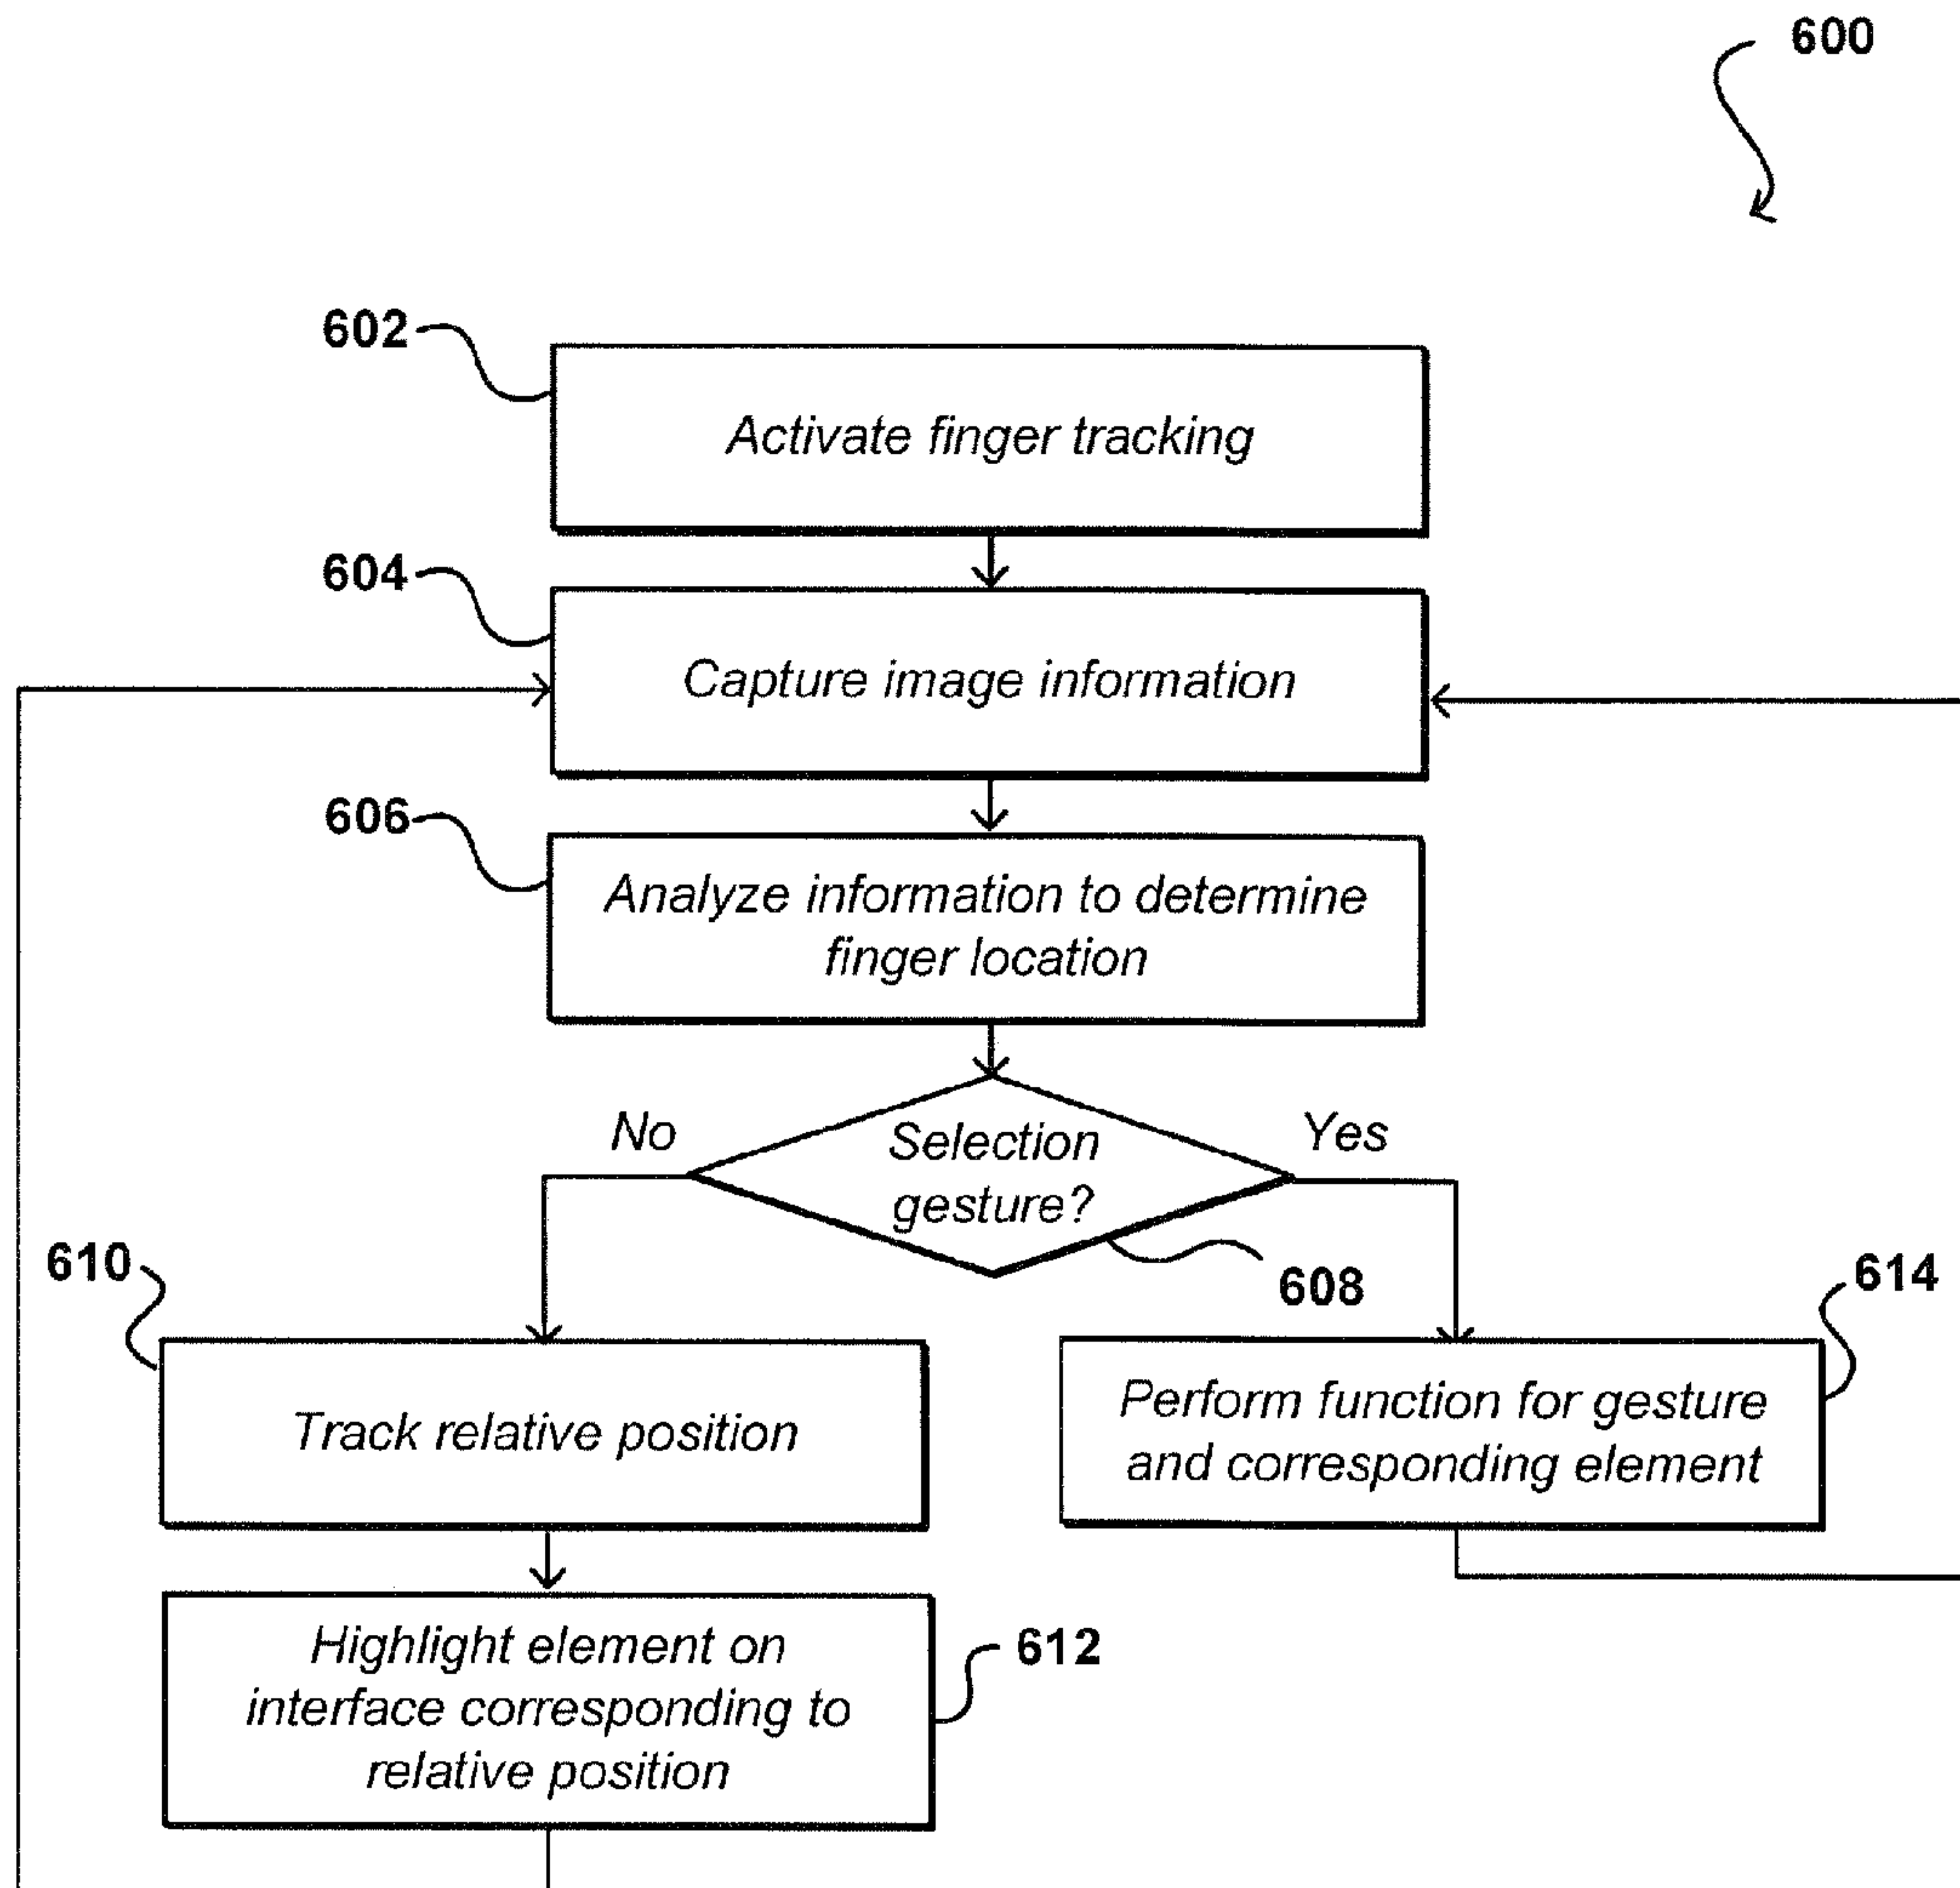 600
602
Activate finger tracking
604
Capture image information
606
Analyze information to determine
finger location
No
Selection
gesture?
Yes
608
610
Track relative position
614
Perform function for gesture
and corresponding element
Highlight element on
interface corresponding to
relative position
612